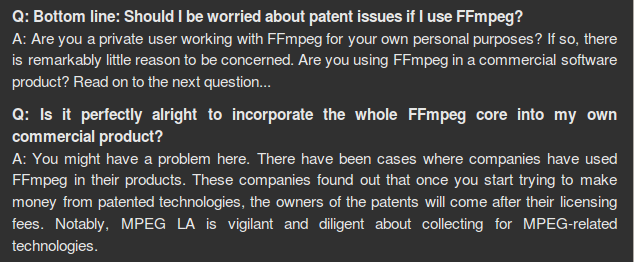 Q: Bottom line: Should I be worried about patent issues if I use FFmpeg?
A: Are you a private user working with FFmpeg for your own personal purposes? If so, there
is remarkably little reason to be concerned. Are you using FFmpeg in a commercial software
product? Read on to the next question...
Q: Is it perfectly alright to incorporate the whole FFmpeg core into my own
commercial product?
A: You might have a problem here. There have been cases where companies have used
FFmpeg in their products. These companies found out that once you start trying to make
money from patented technologies, the owners of the patents will come after their licensing
fees. Notably, MPEG LA is vigilant and diligent about collecting for MPEG-related
technologies.